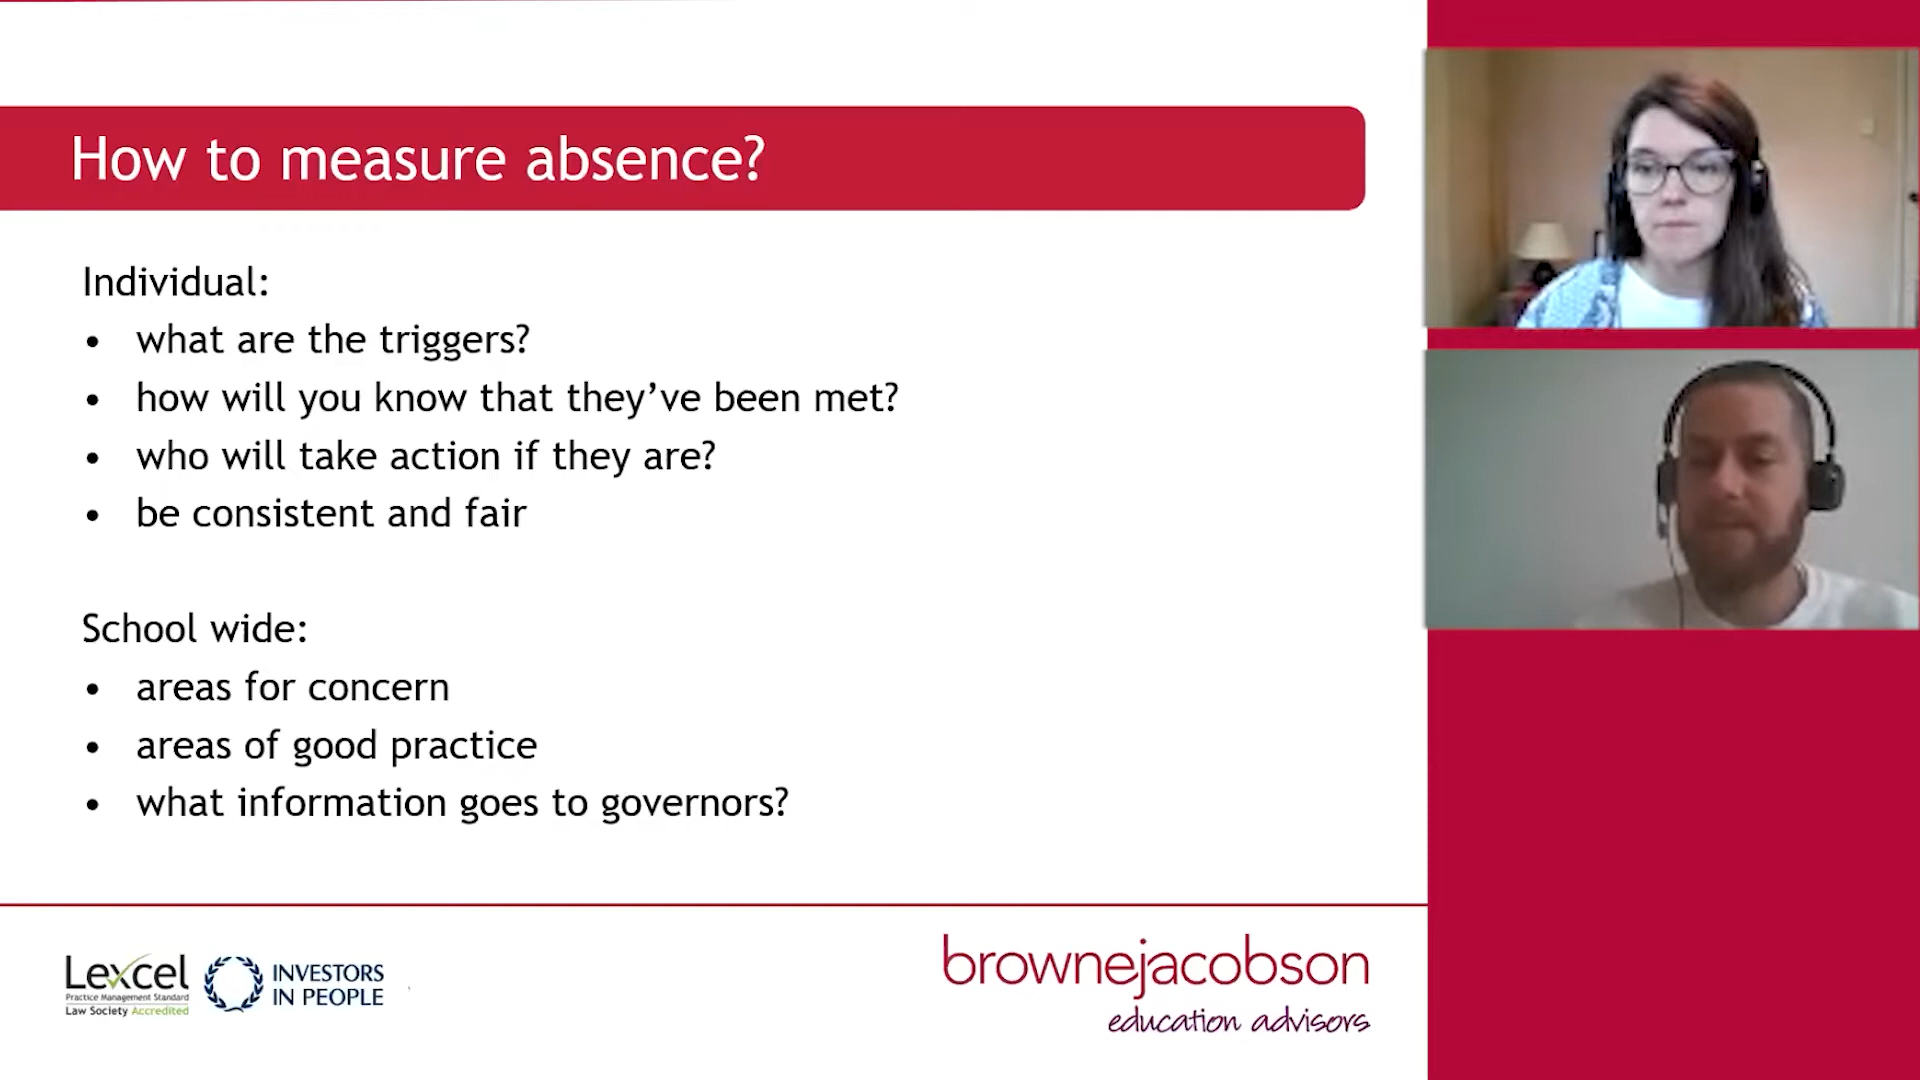 How to measure absence?
Individual:
• what are the triggers?
• how will you know that they’ve been met?
• who will take action if they are?
• be consistent and fair
School wide:
• areas for concern
• areas of good practice
• what information goes to governors?
Lexcel
Practice Management Standard
Law Society Accredited
INVESTORS
IN PEOPLE
brownejacobson
education advisors